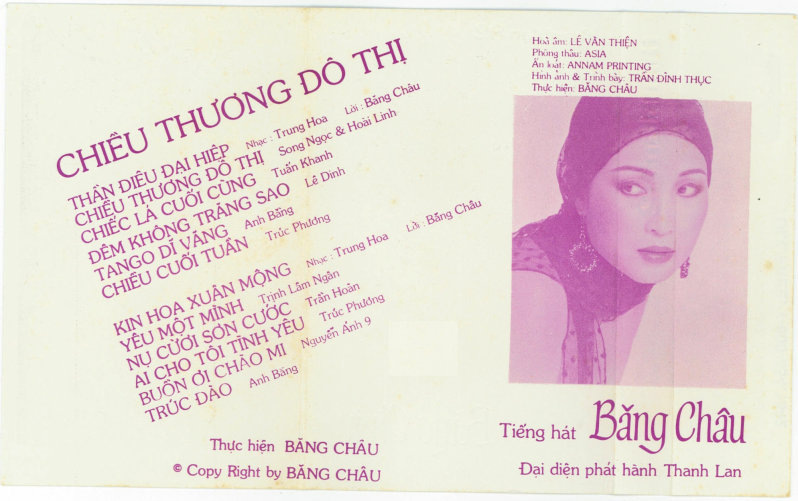 CHIỀU THƯƠNG ĐÔ THỊ
THẦN ĐIÊU ĐẠI HIỆP Nhạc : Trung Hoa Lời : Băng Châu
CHIỀU THƯƠNG ĐÔ THỊ Song Ngọc & Hoài Linh
CHIẾC LÁ CUỐI CÙNG Tuấn Khanh
ĐÊM KHÔNG TRĂNG SAO Lê Dinh
TANGO DĨ VÃNG Anh Bằng
CHIỀU CUỐI TUẦN Trúc Phương
KIN HOA XUÂN MỘNG Nhạc : Trung Hoa Lời : Băng Châu
YÊU MỘT MÌNH Trịnh Lâm Ngân
NỤ CƯỜI SƠN CƯỚC Trần Hoàn
AI CHO TÔI TÌNH YÊU Trúc Phương
BUỒN ƠI CHÀO MI Nguyễn Ánh 9
TRÚC ĐÀO Anh Bằng
Thực hiện BĂNG CHÂU
© Copy Right by BĂNG CHÂU
Hoà âm: LÊ VĂN THIỆN
Phòng thâu: ASIA
Ấn loát: ANNAM PRINTING
Hình ảnh & Trình bày: TRẦN ĐÌNH THỤC
Thực hiện: BĂNG CHÂU
Tiếng hát Băng Châu
Đại diện phát hành Thanh Lan